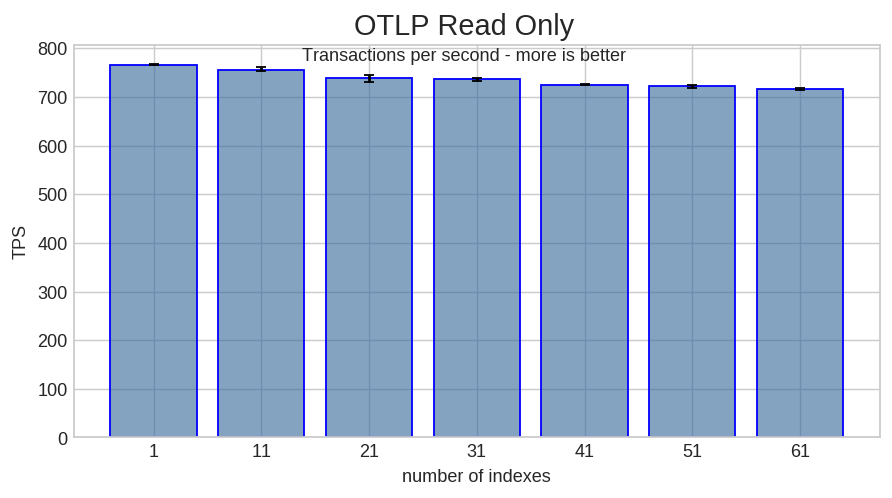 OTLP Read Only
Transactions per second - more is better
800
700
600
500
400
300
200
100
0
TPS
1 11 21 31 41 51 61
number of indexes